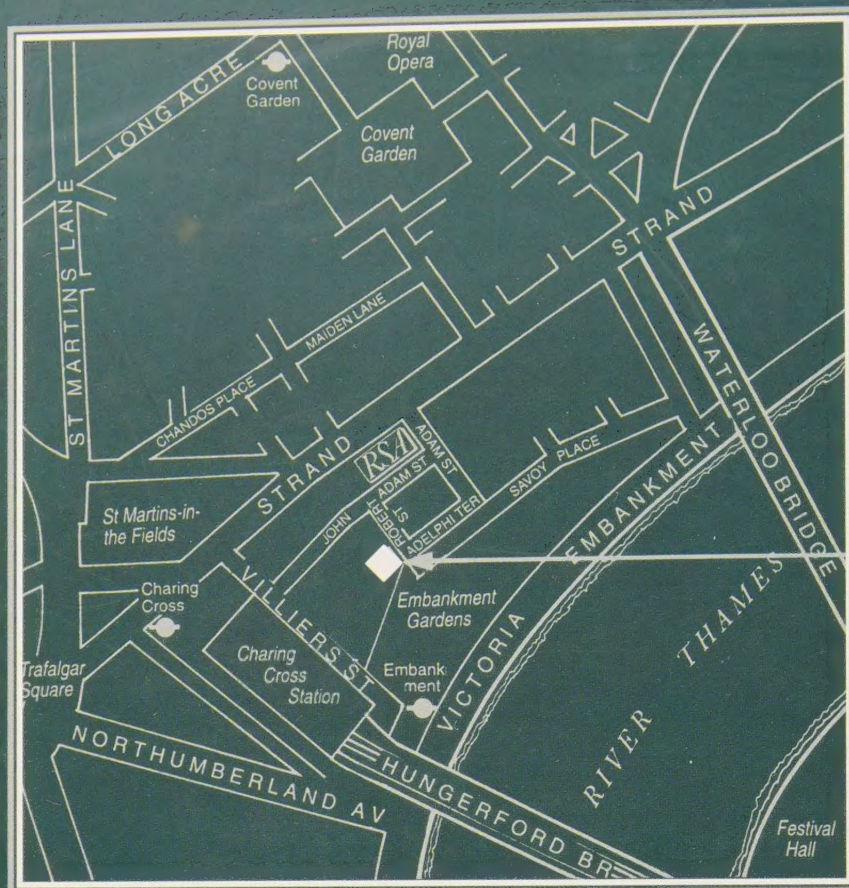 Royal
Opera
LONG ACRE
Covent
Garden
Covent
Garden
ST MARTINS LANE
STRAND
MAIDEN LANE
CHANDOS PLACE
WATERLOO BRIDGE
STRAND
RSA
ADAM ST
JOHN ADAM ST
ROBERT
ST
ADELPHI TER
SAVOY PLACE
VICTORIA EMBANKMENT
St Martins-in-
the Fields
Charing
Cross
VILLIERS ST
Embankment
Gardens
Charing
Cross
Station
Embank
ment
Trafalgar
Square
RIVER THAMES
NORTHUMBERLAND AV
HUNGERFORD BR
Festival
Hall